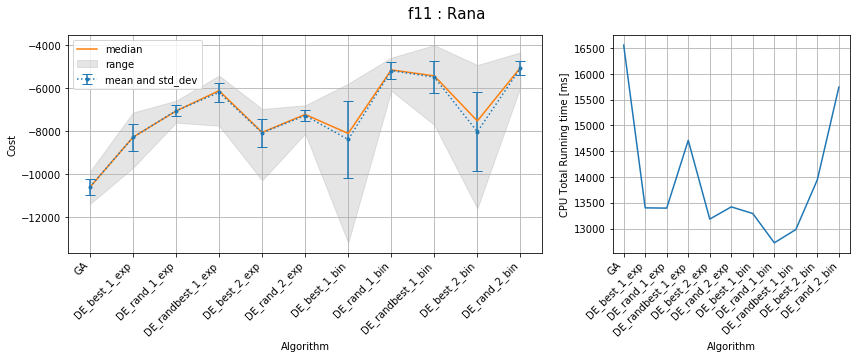 f11 : Rana
median
range
mean and std_dev
−4000
−6000
−8000
−10000
−12000
Cost
GA
DE_best_1_exp
DE_rand_1_exp
DE_randbest_1_exp
DE_best_2_exp
DE_rand_2_exp
DE_best_1_bin
DE_rand_1_bin
DE_randbest_1_bin
DE_best_2_bin
DE_rand_2_bin
Algorithm
16500
16000
15500
15000
14500
14000
13500
13000
CPU Total Running time [ms]
GA
DE_best_1_exp
DE_rand_1_exp
DE_randbest_1_exp
DE_best_2_exp
DE_rand_2_exp
DE_best_1_bin
DE_rand_1_bin
DE_randbest_1_bin
DE_best_2_bin
DE_rand_2_bin
Algorithm